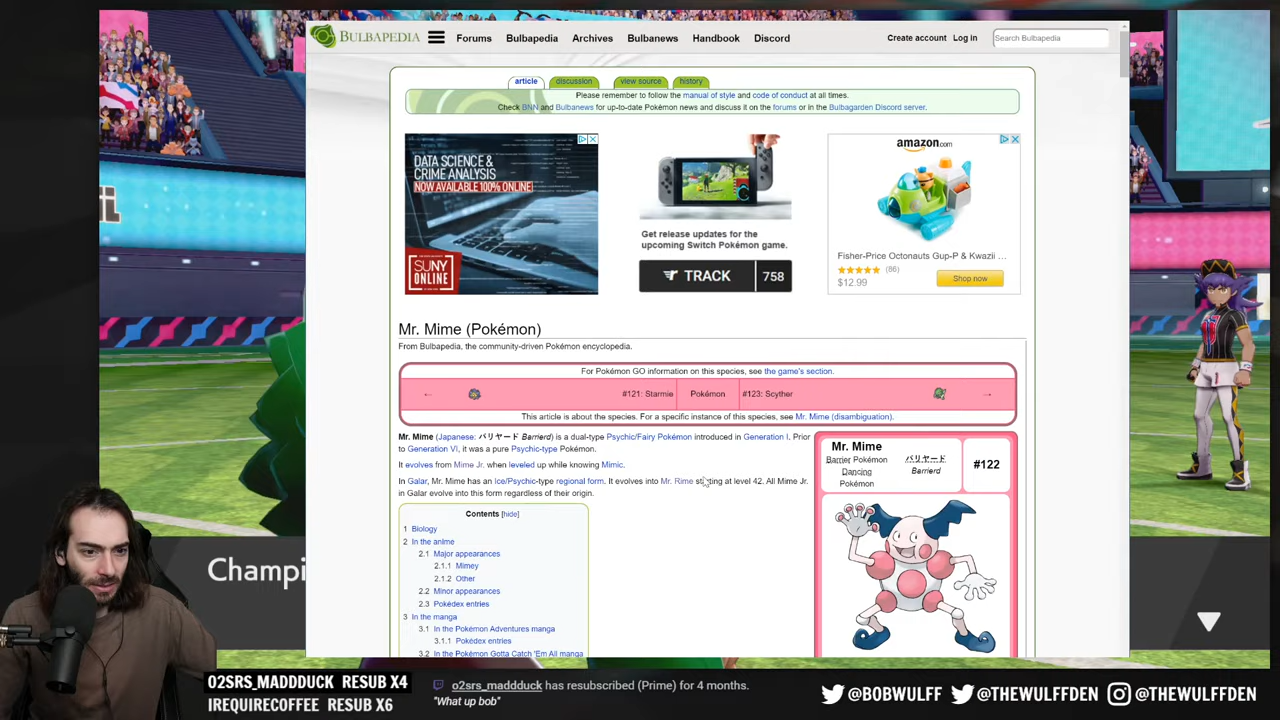 BULBAPEDIA
Forums Bulbapedia Archives Bulbanews Handbook Discord
Create account Log in
Search Bulbapedia
article discussion view source history
Please remember to follow the manual of style and code of conduct at all times.
Check BNN and Bulbanews for up-to-date Pokémon news and discuss it on the forums or in the Bulbagarden Discord server.
DATA SCIENCE &
CRIME ANALYSIS
NOW AVAILABLE 100% ONLINE
SUNY
ONLINE
Get release updates for the
upcoming Switch Pokémon game.
TRACK 758
amazon.com
Fisher-Price Octonauts Gup-P & Kwazii ...
(86)
$12.99
Shop now
Mr. Mime (Pokémon)
From Bulbapedia, the community-driven Pokémon encyclopedia.
For Pokémon GO information on this species, see the game's section.
← #121: Starmie Pokémon #123: Scyther →
This article is about the species. For a specific instance of this species, see Mr. Mime (disambiguation).
Mr. Mime (Japanese: バリヤード Barrierd) is a dual-type Psychic/Fairy Pokémon introduced in Generation I. Prior
to Generation VI, it was a pure Psychic-type Pokémon.
It evolves from Mime Jr. when leveled up while knowing Mimic.
In Galar, Mr. Mime has an Ice/Psychic-type regional form. It evolves into Mr. Rime starting at level 42. All Mime Jr.
in Galar evolve into this form regardless of their origin.
Contents [hide]
1 Biology
2 In the anime
2.1 Major appearances
2.1.1 Mimey
2.1.2 Other
2.2 Minor appearances
2.3 Pokédex entries
3 In the manga
3.1 In the Pokémon Adventures manga
3.1.1 Pokédex entries
3.2 In the Pokémon Gotta Catch 'Em All manga
Mr. Mime
Barrier Pokémon
Dancing
Pokémon
バリヤード
Barrierd
#122
Champi
O2SRS_MADDDUCK RESUB X4
IREQUIRECOFFEE RESUB X6
o2srs_maddduck has resubscribed (Prime) for 4 months.
"What up bob"
@BOBWULFF @THEWULFFDEN @THEWULFFDEN